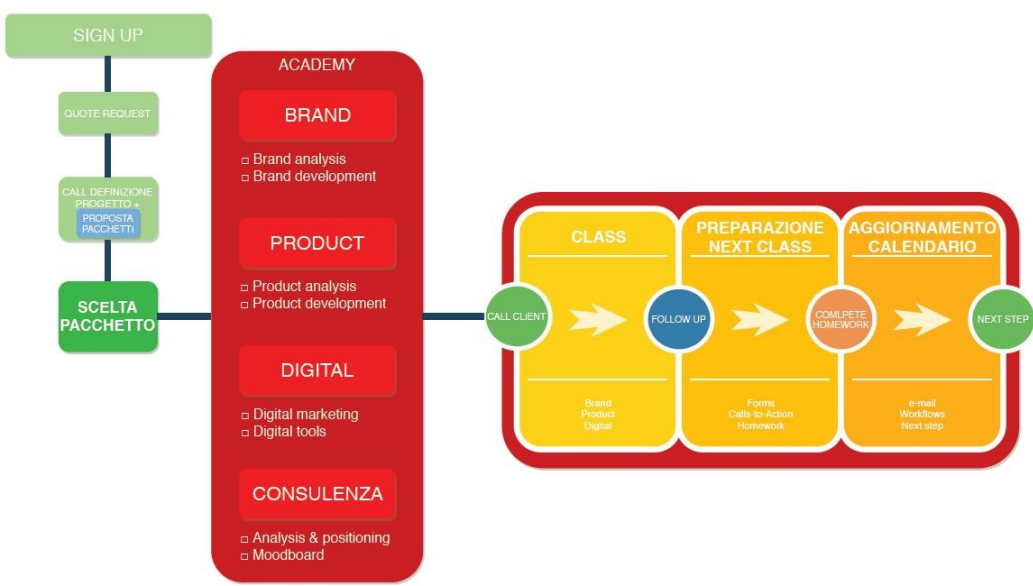 SIGN UP
QUOTE REQUEST
CALL DEFINIZIONE
PROGETTO +
PROPOSTA
PACCHETTI
SCELTA
PACCHETTO
ACADEMY
BRAND
□ Brand analysis
□ Brand development
PRODUCT
□ Product analysis
□ Product development
DIGITAL
□ Digital marketing
□ Digital tools
CONSULENZA
□ Analysis & positioning
□ Moodboard
CALL CLIENT
CLASS
Brand
Product
Digital
FOLLOW UP
PREPARAZIONE
NEXT CLASS
Forms
Calls-to-Action
Homework
COMLPETE
HOMEWORK
AGGIORNAMENTO
CALENDARIO
e-mail
Workflows
Next step
NEXT STEP